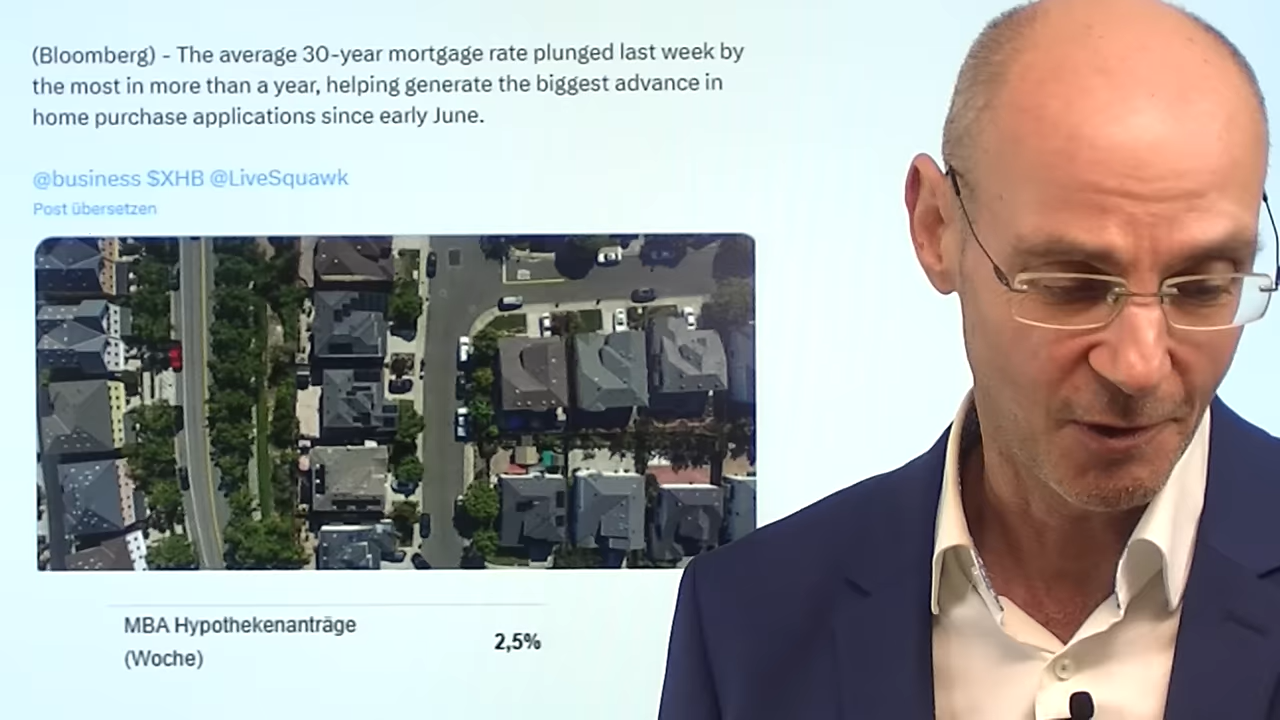 (Bloomberg) - The average 30-year mortgage rate plunged last week by
the most in more than a year, helping generate the biggest advance in
home purchase applications since early June.
@business $XHB @LiveSquawk
Post übersetzen
MBA Hypothekenanträge
(Woche)
2,5%